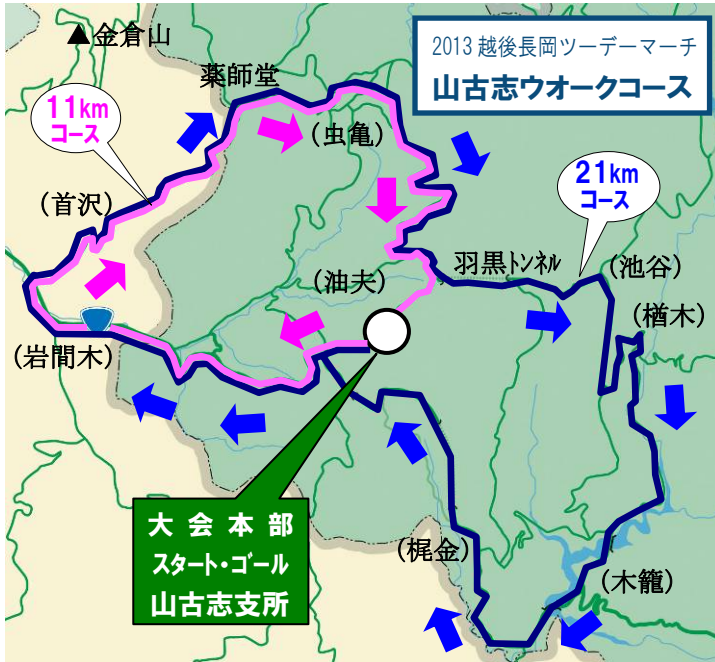 ▲金倉山
2013 越後長岡ツーデーマーチ
山古志ウオークコース
薬師堂
11km
コース
(虫亀)
21km
コース
(首沢)
(油夫)
羽黒トンネル
(池谷)
(楢木)
(岩間木)
大会本部
スタート・ゴール
山古志支所
(梶金)
(木籠)